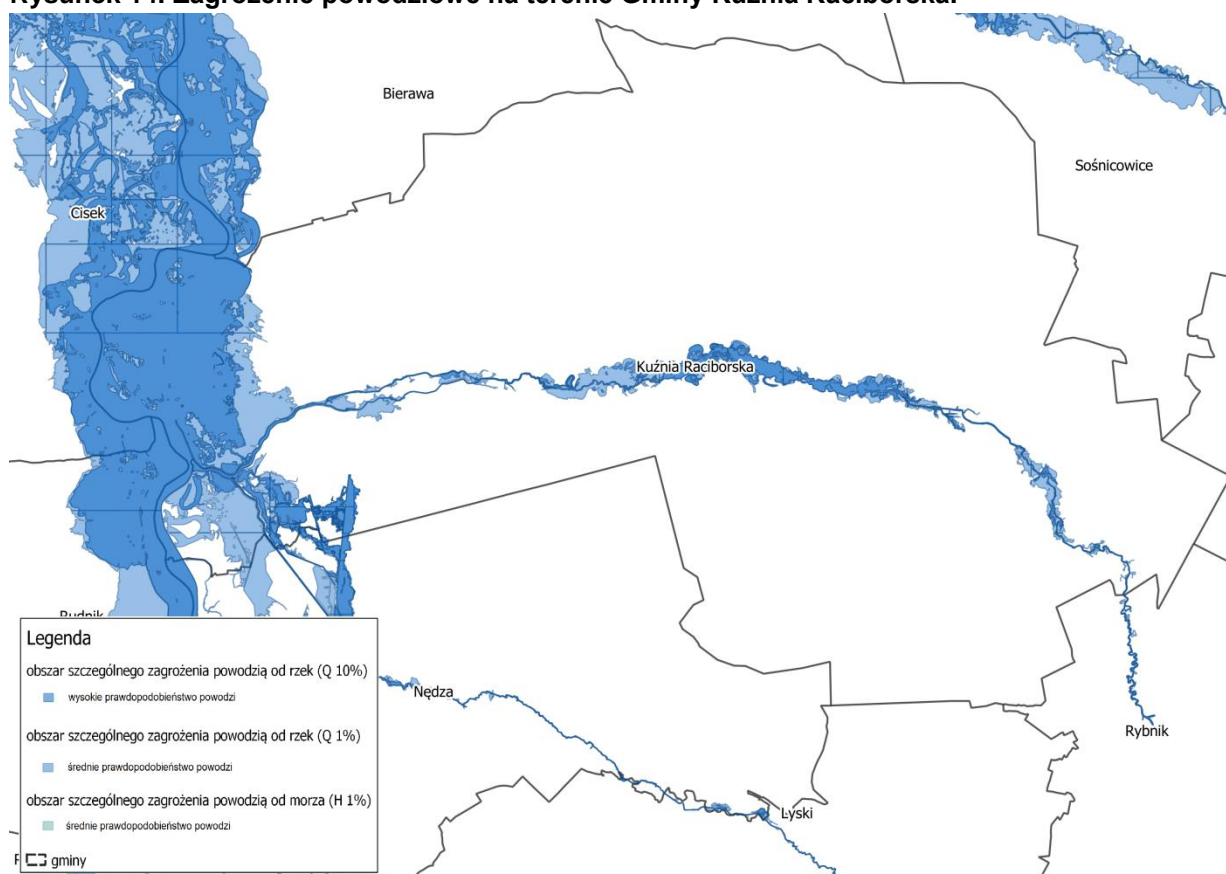 Bierawa
Sośnicowice
Cisek
Kuźnia Raciborska
Rudnik
Nędza
Rybnik
Lyski
Legenda
obszar szczególnego zagrożenia powodzią od rzek (Q 10%)
wysokie prawdopodobieństwo powodzi
obszar szczególnego zagrożenia powodzią od rzek (Q 1%)
średnie prawdopodobieństwo powodzi
obszar szczególnego zagrożenia powodzią od morza (H 1%)
średnie prawdopodobieństwo powodzi
gminy